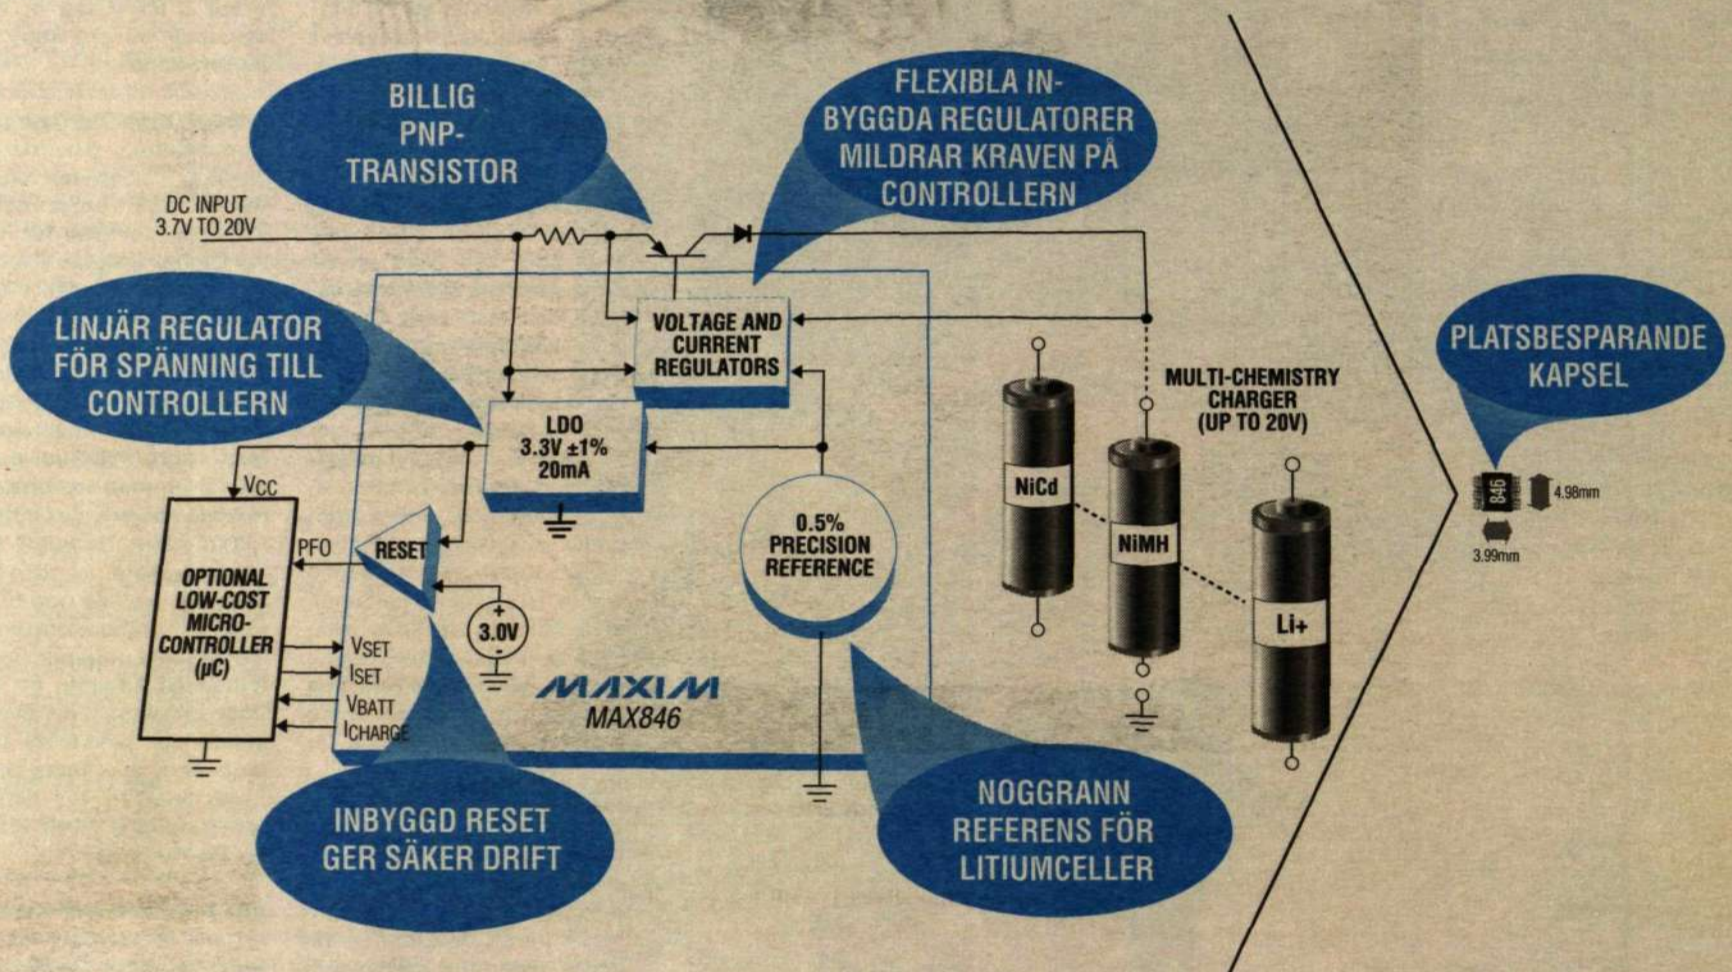 BILLIG
PNP-
TRANSISTOR
FLEXIBLA IN-
BYGGDA REGULATORER
MILDRAR KRAVEN PÅ
CONTROLLERN
DC INPUT
3.7V TO 20V
LINJÄR REGULATOR
FÖR SPÄNNING TILL
CONTROLLERN
VOLTAGE AND
CURRENT
REGULATORS
LDO
3.3V ±1%
20mA
VCC
PFO
RESET
OPTIONAL
LOW-COST
MICRO-
CONTROLLER
(µC)
VSET
ISET
VBATT
ICHARGE
+
3.0V
-
0.5%
PRECISION
REFERENCE
MAXIM
MAX846
MULTI-CHEMISTRY
CHARGER
(UP TO 20V)
NiCd
NiMH
Li+
PLATSBESPARANDE
KAPSEL
846
4.98mm
3.99mm
INBYGGD RESET
GER SÄKER DRIFT
NOGGRANN
REFERENS FÖR
LITIUMCELLER